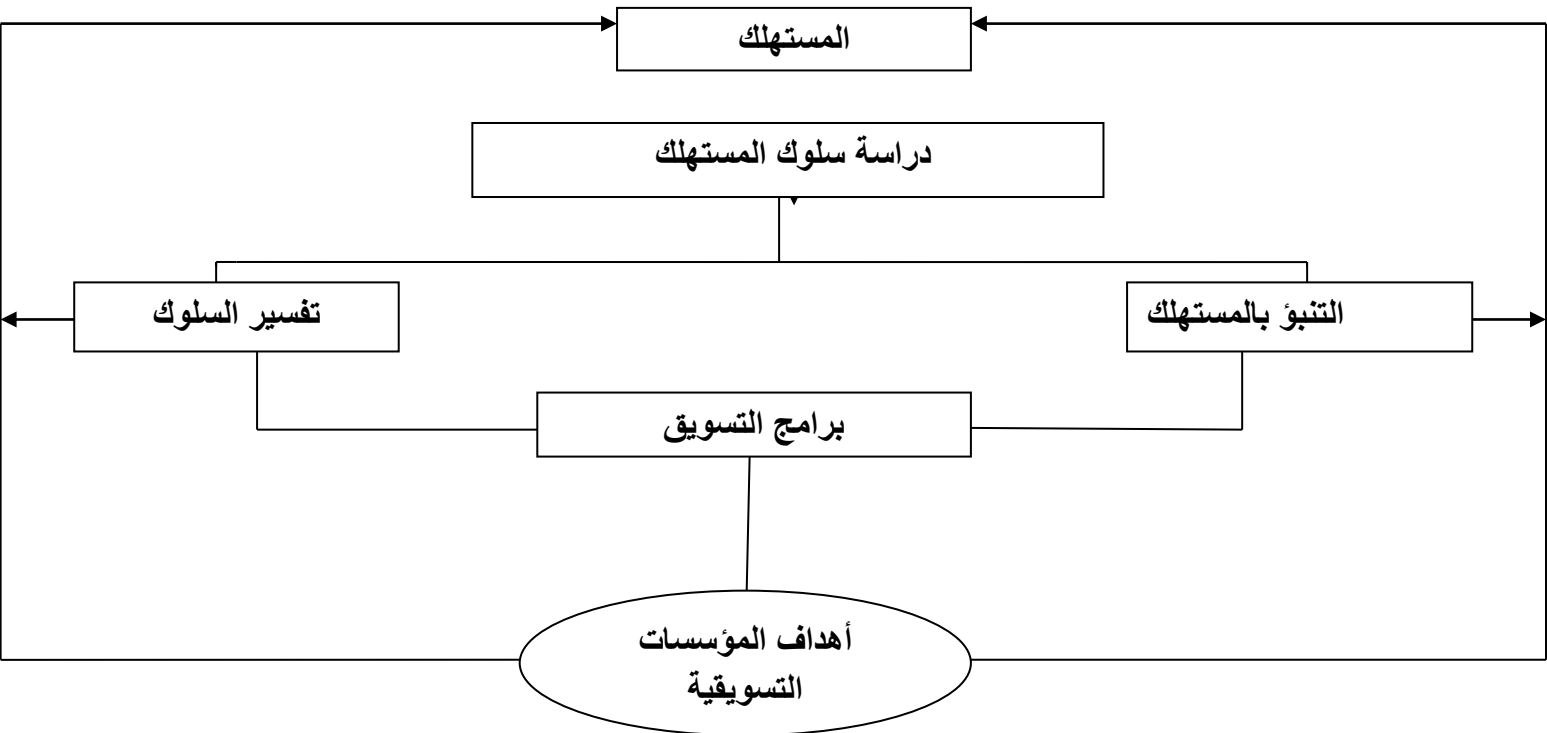 المستهلك
دراسة سلوك المستهلك
التنبؤ بالمستهلك
تفسير السلوك
برامج التسويق
أهداف المؤسسات
التسويقية